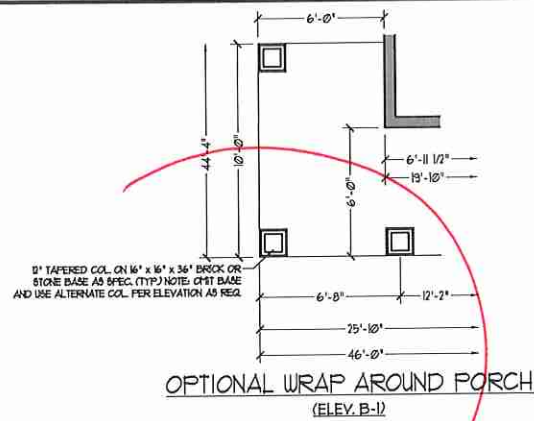 6'-0"
44'-4"
10'-0"
6'-0"
6'-11 1/2"
19'-10"
12" TAPERED COL. ON 16" x 16" x 36" BRICK OR
STONE BASE AS SPEC. (TYP.) NOTE: OMIT BASE
AND USE ALTERNATE COL. PER ELEVATION AS REQ.
6'-8"
12'-2"
25'-10"
46'-0"
OPTIONAL WRAP AROUND PORCH
(ELEV. B-1)